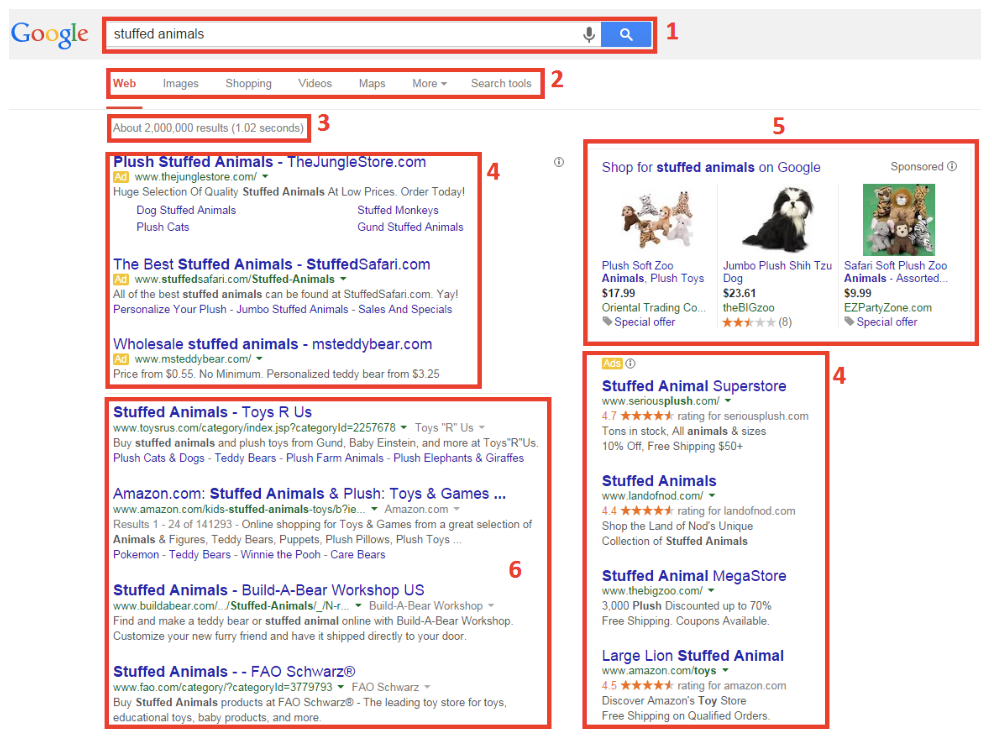 Google
stuffed animals
1
Web Images Shopping Videos Maps More Search tools
2
About 2,000,000 results (1.02 seconds)
3
Plush Stuffed Animals - TheJungleStore.com
Ad www.thejunglestore.com/
Huge Selection Of Quality Stuffed Animals At Low Prices. Order Today!
Dog Stuffed Animals Stuffed Monkeys
Plush Cats Gund Stuffed Animals
4
The Best Stuffed Animals - StuffedSafari.com
Ad www.stuffedsafari.com/Stuffed-Animals
All of the best stuffed animals can be found at StuffedSafari.com. Yay!
Personalize Your Plush - Jumbo Stuffed Animals - Sales And Specials
Wholesale stuffed animals - msteddybear.com
Ad www.msteddybear.com/
Price from $0.55. No Minimum. Personalized teddy bear from $3.25
5
Shop for stuffed animals on Google Sponsored
Plush Soft Zoo
Animals, Plush Toys
$17.99
Oriental Trading Co...
Special offer
Jumbo Plush Shih Tzu
Dog
$23.61
theBIGzoo
(8)
Safari Soft Plush Zoo
Animals - Assorted...
$9.99
EZPartyZone.com
Special offer
Stuffed Animals - Toys R Us
www.toysrus.com/category/index.jsp?categoryId=2257678 Toys "R" Us
Buy stuffed animals and plush toys from Gund, Baby Einstein, and more at Toys"R"Us.
Plush Cats & Dogs - Teddy Bears - Plush Farm Animals - Plush Elephants & Giraffes
Amazon.com: Stuffed Animals & Plush: Toys & Games ...
www.amazon.com/kids-stuffed-animals-toys/b?ie... Amazon.com
Results 1 - 24 of 141293 - Online shopping for Toys & Games from a great selection of
Animals & Figures, Teddy Bears, Puppets, Plush Pillows, Plush Toys ...
Pokemon - Teddy Bears - Winnie the Pooh - Care Bears
6
Stuffed Animals - Build-A-Bear Workshop US
www.buildabear.com/.../Stuffed-Animals/_/N-r... Build-A-Bear Workshop
Find and make a teddy bear or stuffed animal online with Build-A-Bear Workshop.
Customize your new furry friend and have it shipped directly to your door.
Stuffed Animals - - FAO Schwarz®
www.fao.com/category/?categoryId=3779793 FAO Schwarz
Buy Stuffed Animals products at FAO Schwarz® - The leading toy store for toys,
educational toys, baby products, and more.
Ads
4
Stuffed Animal Superstore
www.seriousplush.com/
4.7 rating for seriousplush.com
Tons in stock, All animals & sizes
10% Off, Free Shipping $50+
Stuffed Animals
www.landofnod.com/
4.4 rating for landofnod.com
Shop the Land of Nod's Unique
Collection of Stuffed Animals
Stuffed Animal MegaStore
www.thebigzoo.com/
3,000 Plush Discounted up to 70%
Free Shipping. Coupons Available.
Large Lion Stuffed Animal
www.amazon.com/toys
4.5 rating for amazon.com
Discover Amazon's Toy Store
Free Shipping on Qualified Orders.